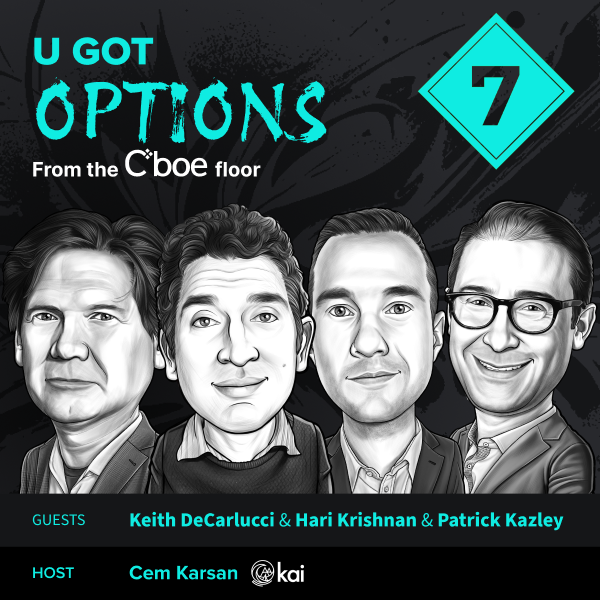 U GOT
7
OPTIONS
From the Cboe floor
GUESTS Keith DeCarlucci & Hari Krishnan & Patrick Kazley
HOST Cem Karsan kai